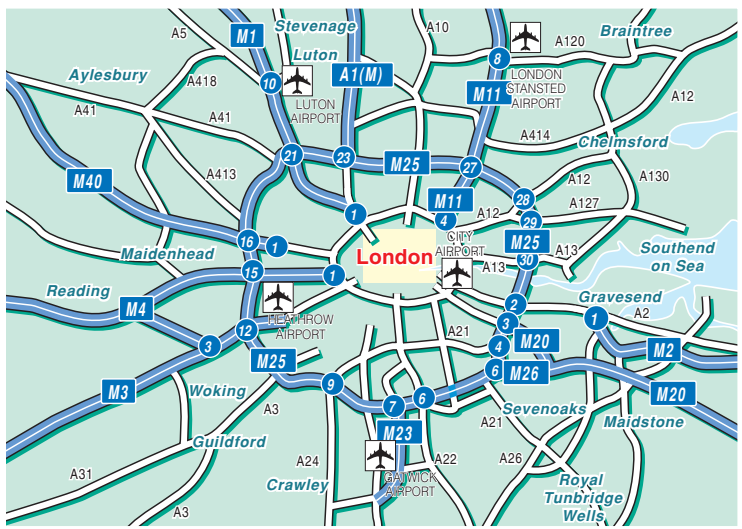 A5
M1
Stevenage
A10
Braintree
A120
Luton
8
LONDON
STANSTED
AIRPORT
Aylesbury
A418
10
LUTON
AIRPORT
A1(M)
M11
A12
A41
A41
A414
Chelmsford
21
23
M25
27
A413
M40
A12
A130
28
M11
1
4
A12
A127
29
16
1
CITY
AIRPORT
M25
A13
Southend
on Sea
Maidenhead
London
30
15
1
A13
Reading
M4
HEATHROW
AIRPORT
2
Gravesend
A2
3
1
12
A21
M20
3
4
M2
M25
M3
Woking
9
6
M26
M20
7
6
A3
Sevenoaks
A21
Maidstone
Guildford
M23
A24
A22
A26
A31
GATWICK
AIRPORT
Crawley
Royal
Tunbridge
Wells
A3